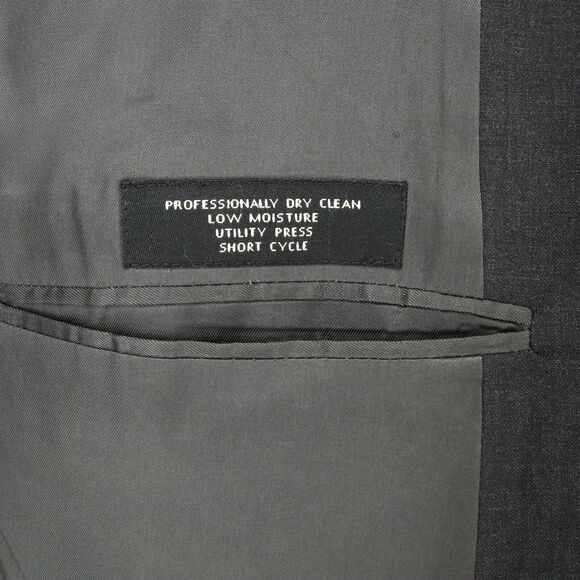 PROFESSIONALLY DRY CLEAN
LOW MOISTURE
UTILITY PRESS
SHORT CYCLE